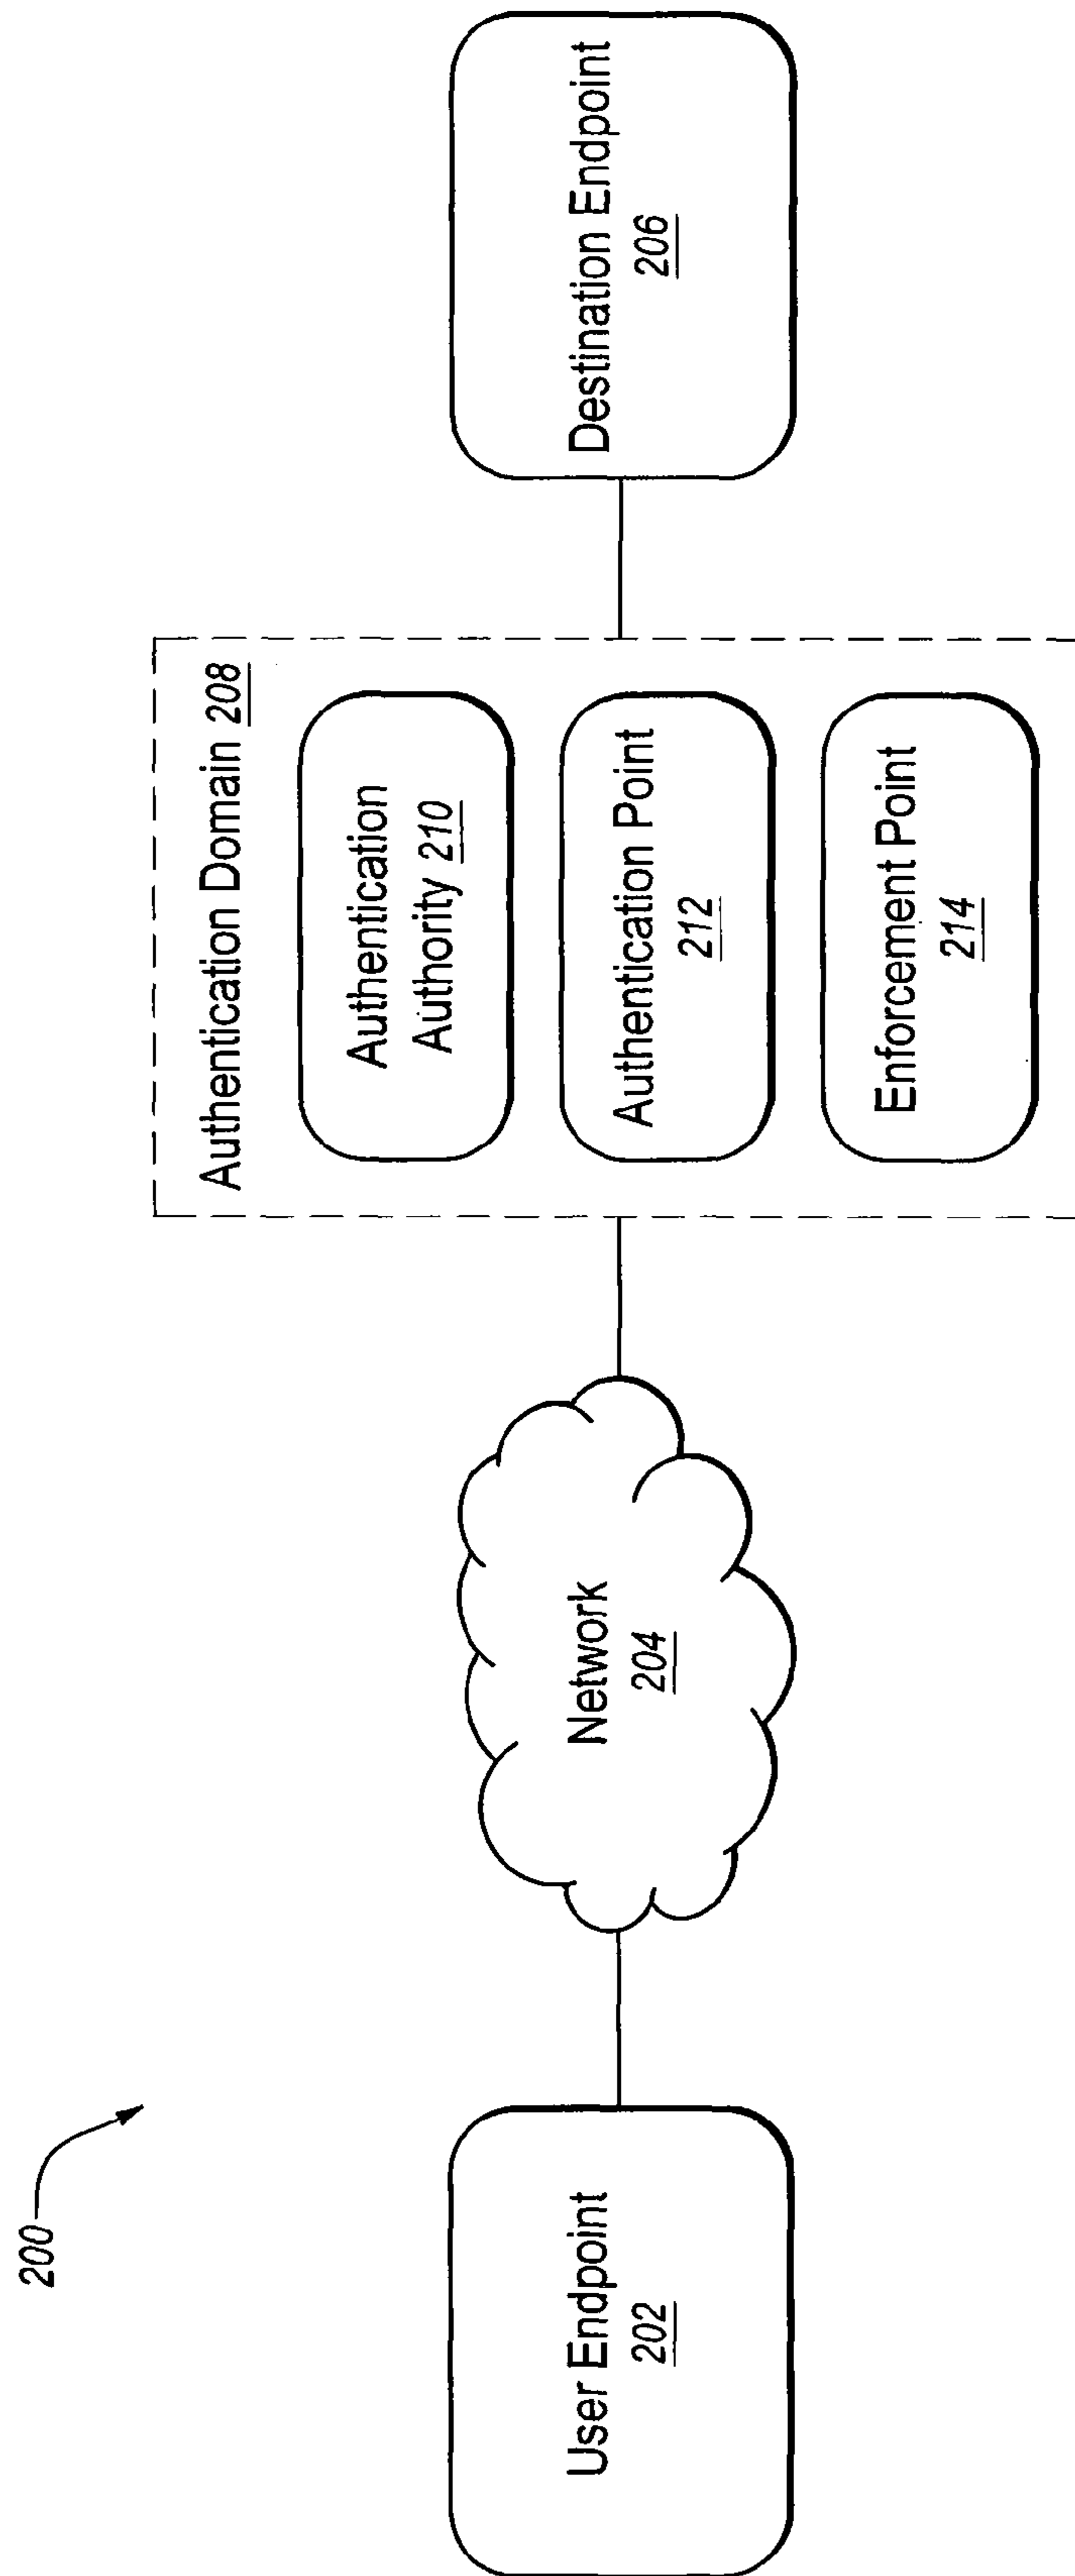 200
User Endpoint
202
Network
204
Authentication Domain 208
Authentication
Authority 210
Authentication Point
212
Enforcement Point
214
Destination Endpoint
206